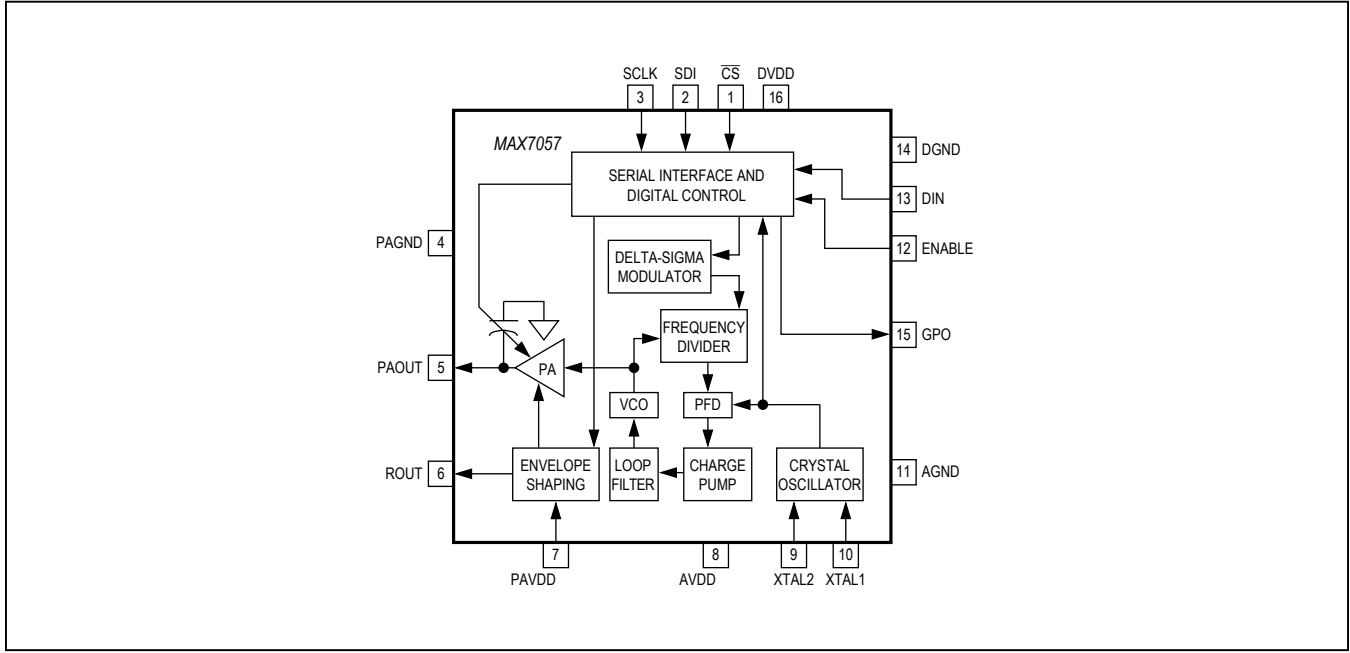 SCLK SDI C̅S̅ DVDD
3 2 1 16
MAX7057
14 DGND
SERIAL INTERFACE AND
DIGITAL CONTROL
13 DIN
PAGND 4
12 ENABLE
DELTA-SIGMA
MODULATOR
FREQUENCY
DIVIDER
15 GPO
PAOUT 5
PA
VCO
PFD
ROUT 6
ENVELOPE
SHAPING
LOOP
FILTER
CHARGE
PUMP
CRYSTAL
OSCILLATOR
11 AGND
7 8 9 10
PAVDD AVDD XTAL2 XTAL1